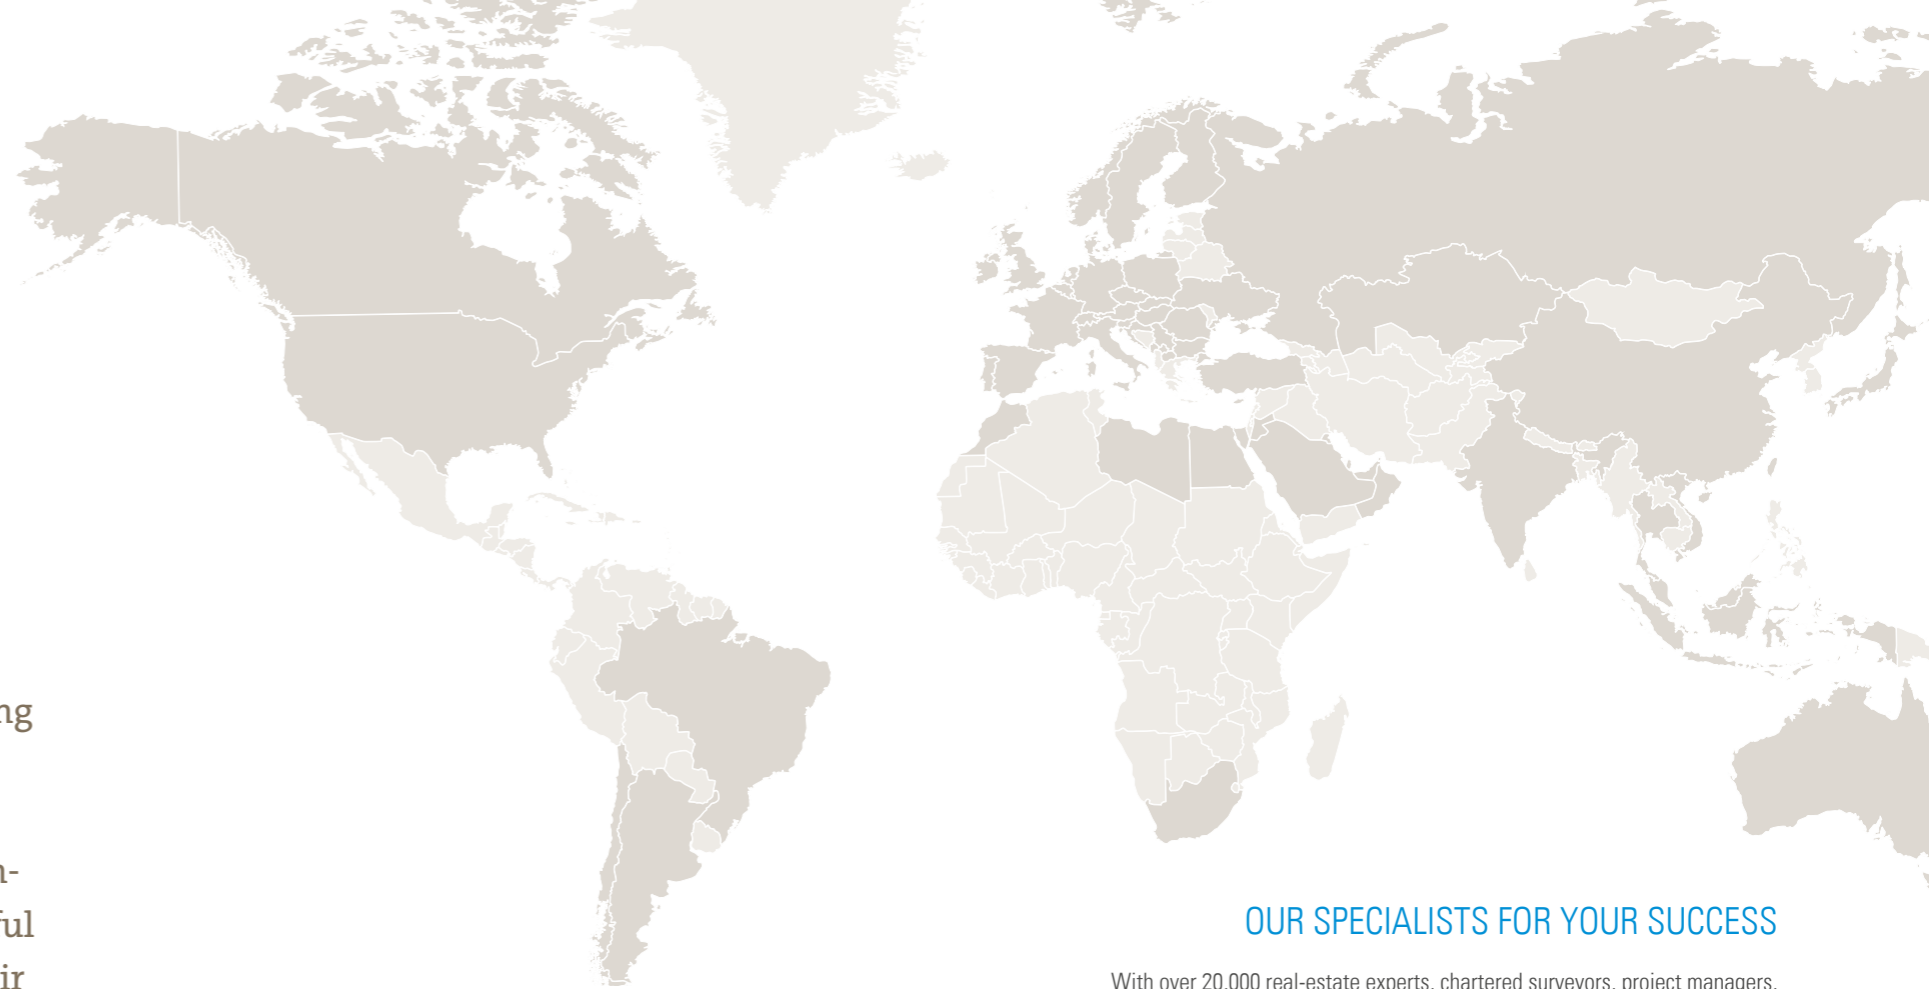 ng
n-
ful
ir
OUR SPECIALISTS FOR YOUR SUCCESS
With over 20,000 real-estate experts, chartered surveyors, project managers,